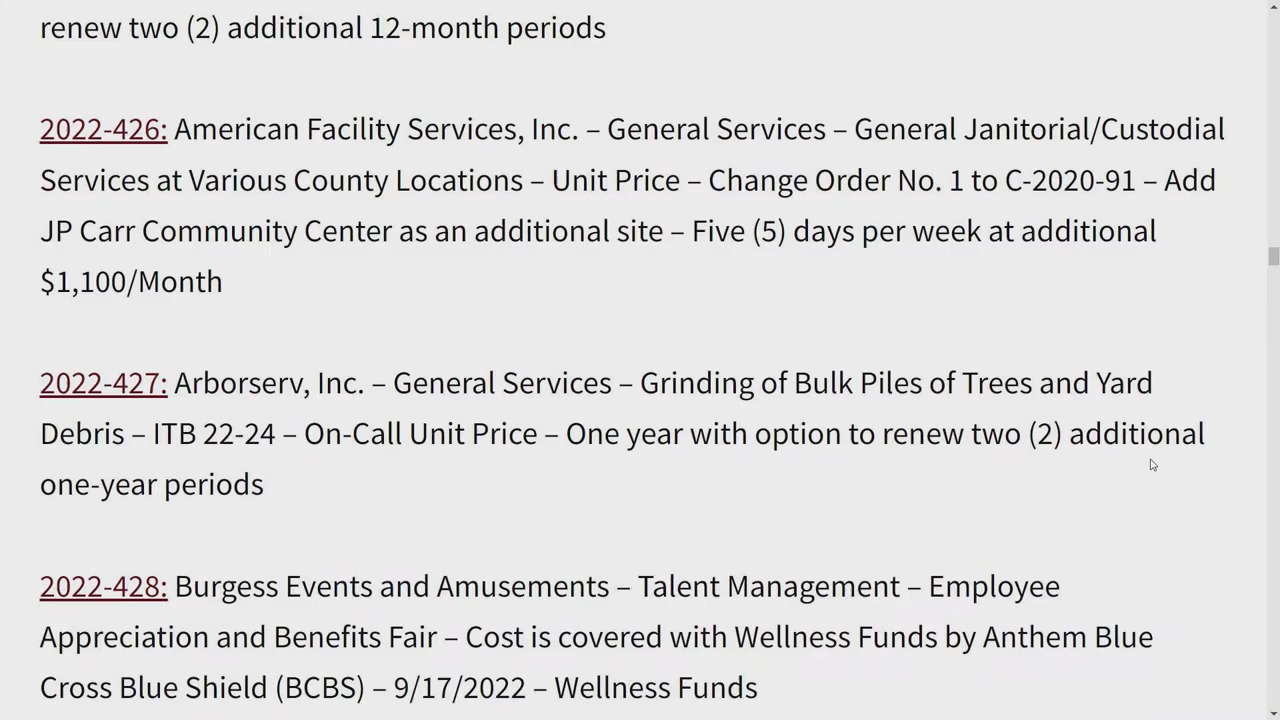 renew two (2) additional 12-month periods
2022-426: American Facility Services, Inc. – General Services – General Janitorial/Custodial
Services at Various County Locations – Unit Price – Change Order No. 1 to C-2020-91 – Add
JP Carr Community Center as an additional site – Five (5) days per week at additional
$1,100/Month
2022-427: Arborserv, Inc. – General Services – Grinding of Bulk Piles of Trees and Yard
Debris – ITB 22-24 – On-Call Unit Price – One year with option to renew two (2) additional
one-year periods
2022-428: Burgess Events and Amusements – Talent Management – Employee
Appreciation and Benefits Fair – Cost is covered with Wellness Funds by Anthem Blue
Cross Blue Shield (BCBS) – 9/17/2022 – Wellness Funds